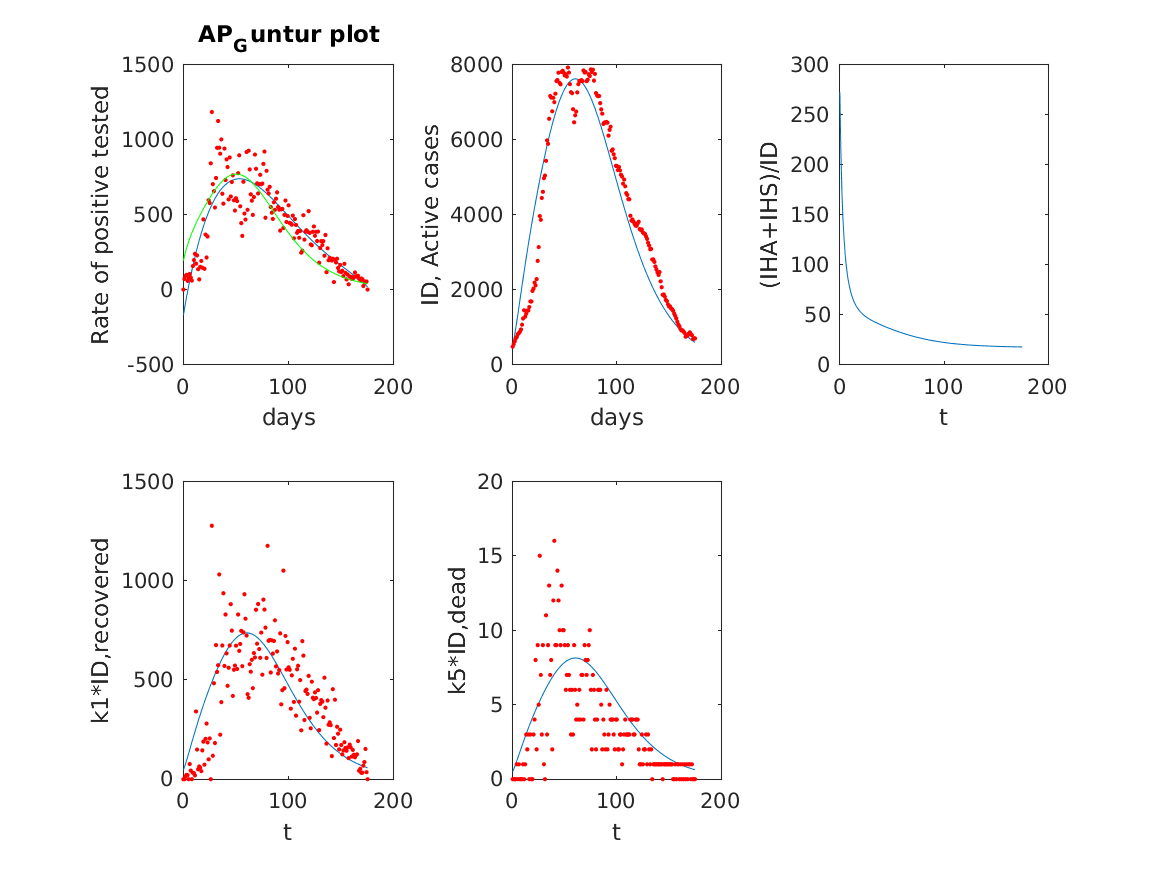 AP_Guntur plot
1500
1000
500
0
-500
0 100 200
days
Rate of positive tested
8000
6000
4000
2000
0
0 100 200
days
ID, Active cases
300
250
200
150
100
50
0
0 100 200
t
(IHA+IHS)/ID
1500
1000
500
0
0 100 200
t
k1*ID,recovered
20
15
10
5
0
0 100 200
t
k5*ID,dead